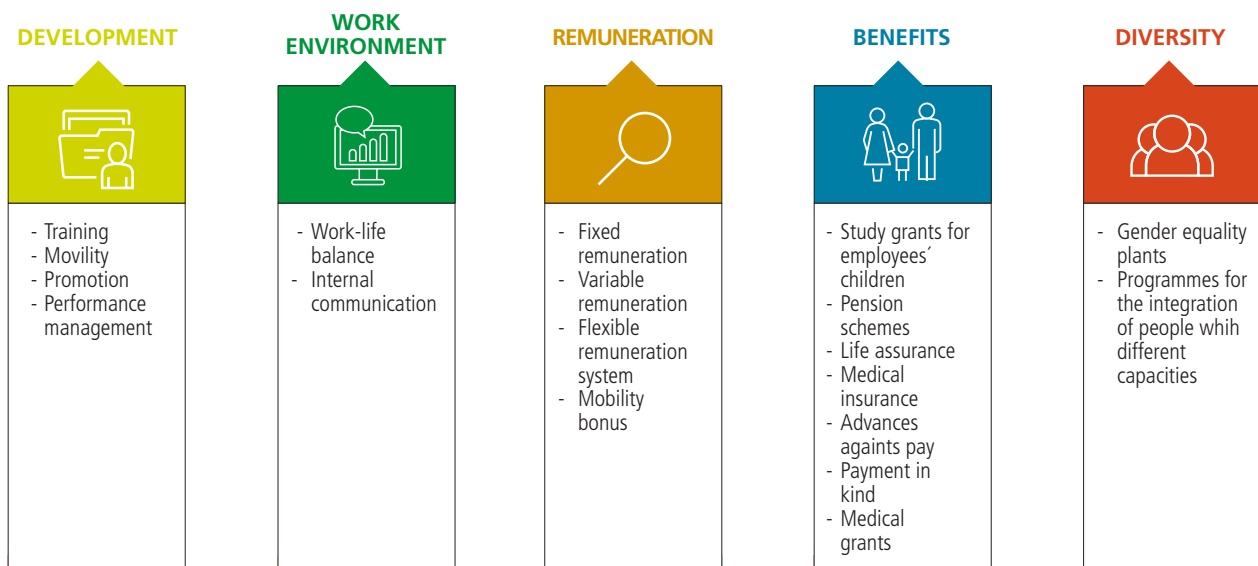 DEVELOPMENT
- Training
- Movility
- Promotion
- Performance
management
WORK
ENVIRONMENT
- Work-life
balance
- Internal
communication
REMUNERATION
- Fixed
remuneration
- Variable
remuneration
- Flexible
remuneration
system
- Mobility
bonus
BENEFITS
- Study grants for
employees´
children
- Pension
schemes
- Life assurance
- Medical
insurance
- Advances
againts pay
- Payment in
kind
- Medical
grants
DIVERSITY
- Gender equality
plants
- Programmes for
the integration
of people whih
different
capacities